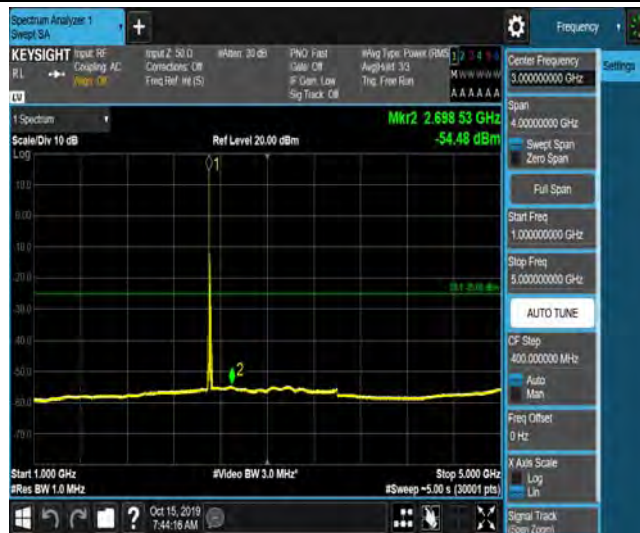 Spectrum Analyzer 1
Swept SA
+
Frequency
KEYSIGHT Input: RF
Coupling: AC
Align: Off
Input Z: 50 Ω
Corrections: Off
Freq Ref: Int (S)
#Atten: 30 dB
PNO: Fast
Gate: Off
IF Gain: Low
Sig Track: Off
#Avg Type: Power (RMS)
Avg|Hold: 3/3
Trig: Free Run
1 2 3 4 5 6
M W W W W W
A A A A A A
RL
LV
1 Spectrum
Scale/Div 10 dB
Log
Ref Level 20.00 dBm
Mkr2 2.698 53 GHz
-54.48 dBm
1
10.0
0.00
-10.0
-20.0
-40.0
-50.0
-60.0
-70.0
2
Start 1.000 GHz
#Res BW 1.0 MHz
#Video BW 3.0 MHz*
Stop 5.000 GHz
#Sweep ~5.00 s (30001 pts)
Center Frequency
3.000000000 GHz
Settings
Span
4.00000000 GHz
Swept Span
Zero Span
Full Span
Start Freq
1.000000000 GHz
Stop Freq
5.000000000 GHz
AUTO TUNE
CF Step
400.000000 MHz
Auto
Man
Freq Offset
0 Hz
X Axis Scale
Log
Lin
Signal Track
(Span Zoom)
?
Oct 15, 2019
7:44:16 AM